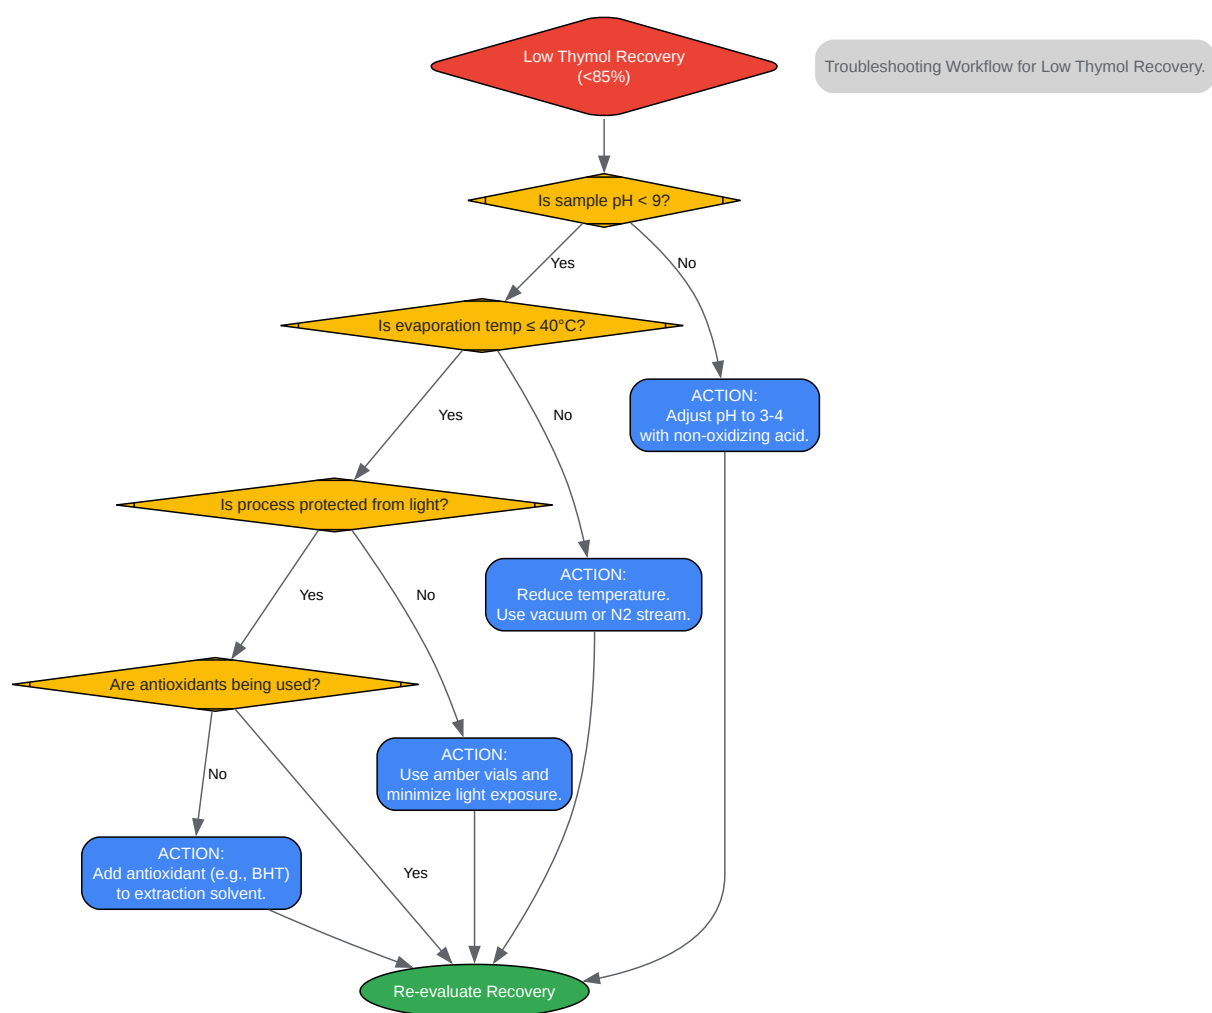 Low Thymol Recovery
(<85%)
Troubleshooting Workflow for Low Thymol Recovery.
Is sample pH < 9?
Yes
No
Is evaporation temp ≤ 40°C?
ACTION:
Adjust pH to 3-4
with non-oxidizing acid.
Yes
No
Is process protected from light?
ACTION:
Reduce temperature.
Use vacuum or N2 stream.
Yes
No
Are antioxidants being used?
ACTION:
Use amber vials and
minimize light exposure.
No
ACTION:
Add antioxidant (e.g., BHT)
to extraction solvent.
Yes
Re-evaluate Recovery